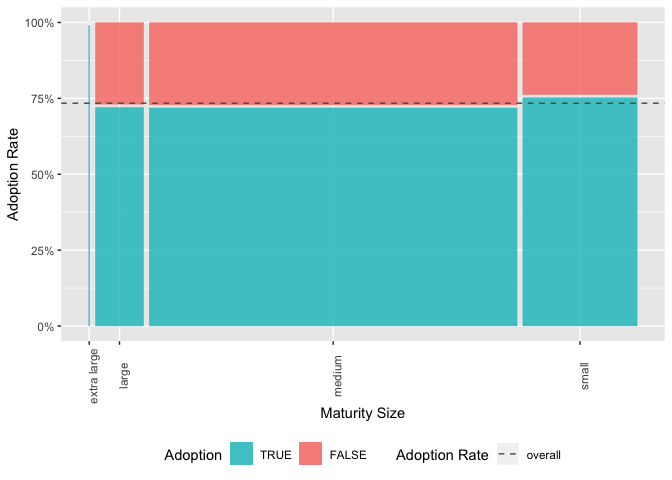 100%
75%
50%
25%
0%
Adoption Rate
extra large
large
medium
small
Maturity Size
Adoption TRUE FALSE Adoption Rate overall